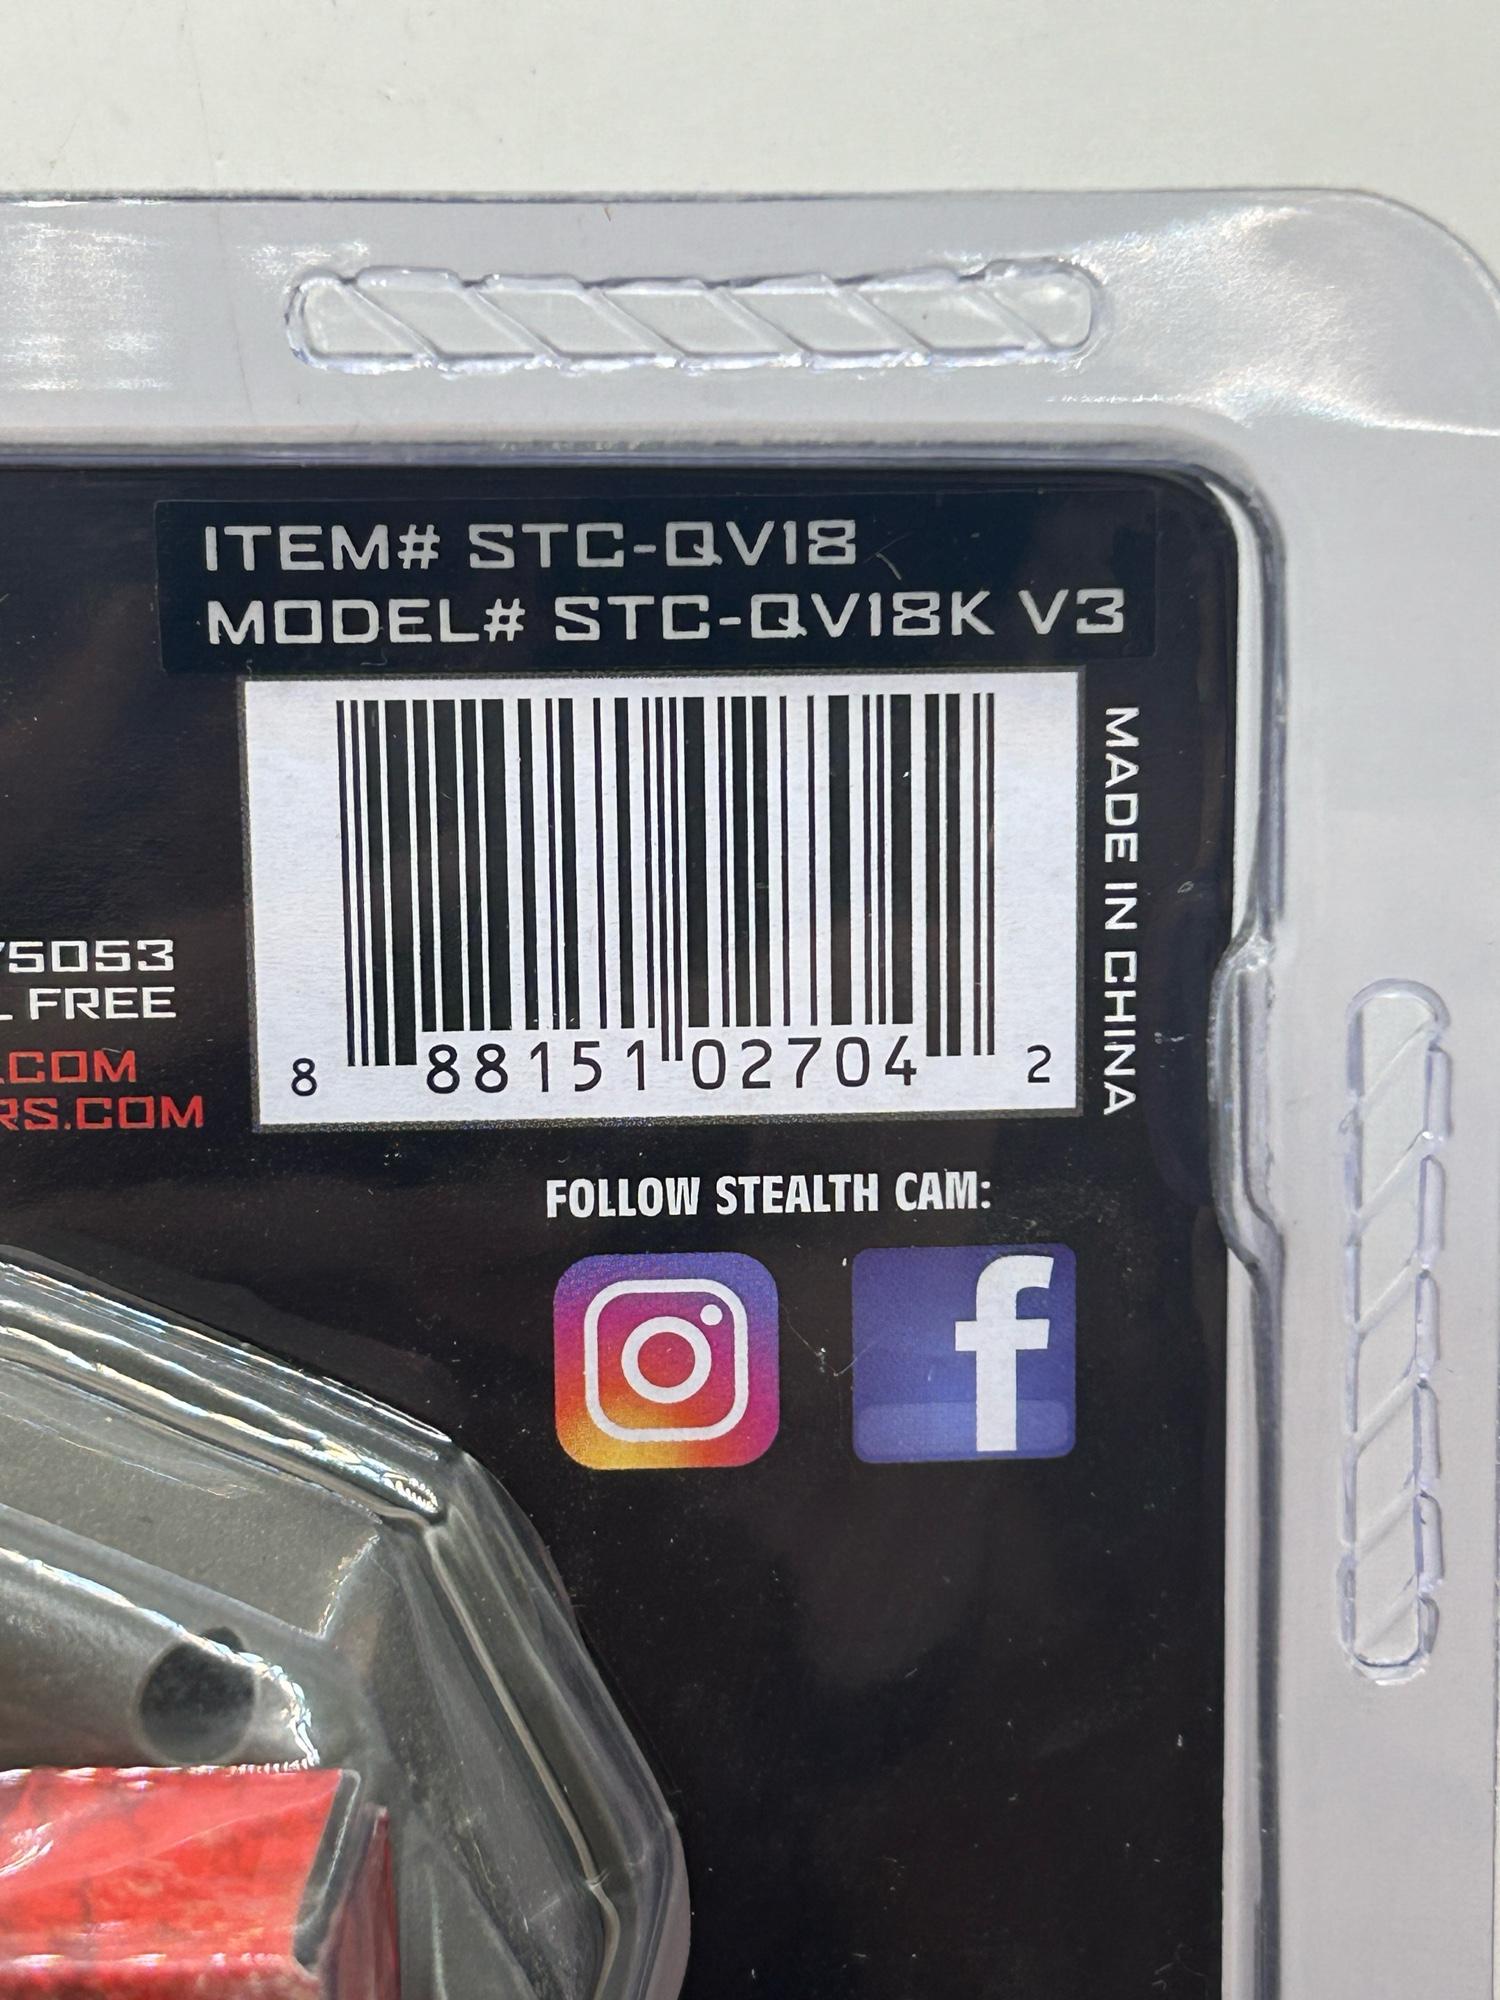 ITEM# STC-QV18
MODEL# STC-QV18K V3
MADE IN CHINA
75053
FREE
.COM
RS.COM
8 88151 02704 2
FOLLOW STEALTH CAM:
f